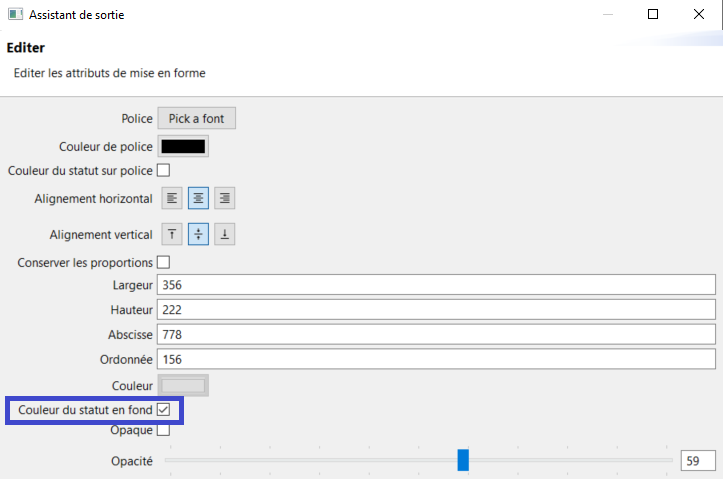 Assistant de sortie
Editer
Editer les attributs de mise en forme
Police Pick a font
Couleur de police
Couleur du statut sur police
Alignement horizontal
Alignement vertical
Conserver les proportions
Largeur 356
Hauteur 222
Abscisse 778
Ordonnée 156
Couleur
Couleur du statut en fond
Opaque
Opacité 59